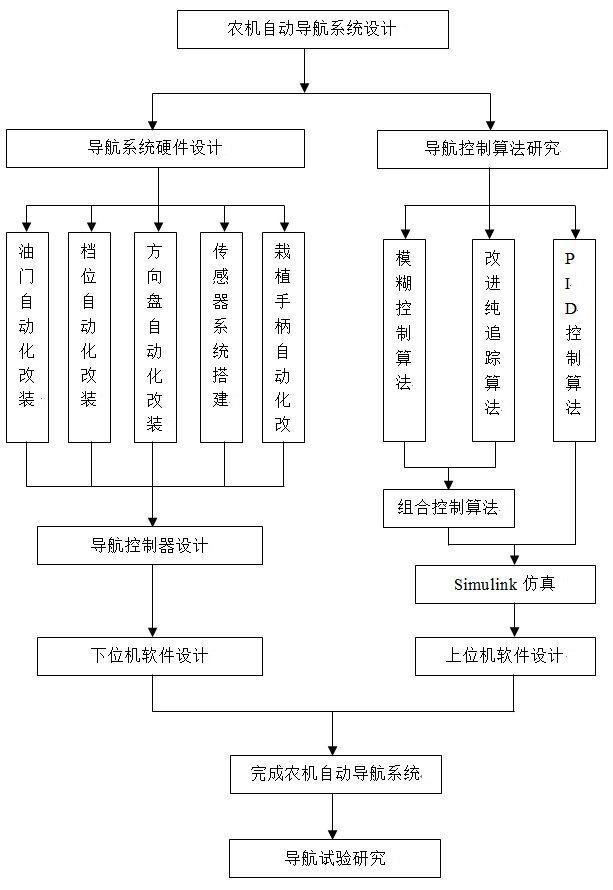 农机自动导航系统设计
导航系统硬件设计
导航控制算法研究
油门自动化改装
档位自动化改装
方向盘自动化改装
传感器系统搭建
栽植手柄自动化改
模糊控制算法
改进纯追踪算法
PID控制算法
组合控制算法
导航控制器设计
Simulink 仿真
下位机软件设计
上位机软件设计
完成农机自动导航系统
导航试验研究